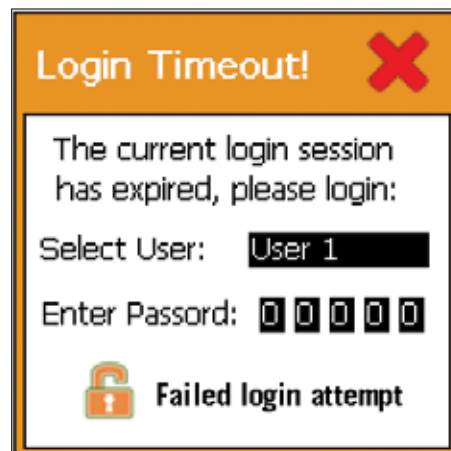 Login Timeout!
The current login session
has expired, please login:
Select User: User 1
Enter Passord: 0 0 0 0 0
Failed login attempt